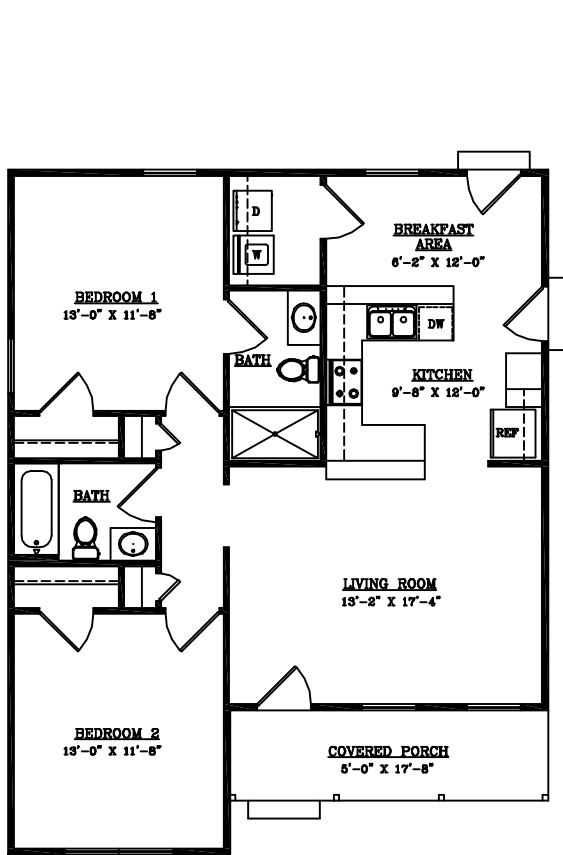 D
W
BREAKFAST
AREA
6'-2" X 12'-0"
BEDROOM 1
13'-0" X 11'-8"
DW
BATH
KITCHEN
9'-8" X 12'-0"
REF
BATH
LIVING ROOM
13'-2" X 17'-4"
BEDROOM 2
13'-0" X 11'-8"
COVERED PORCH
5'-0" X 17'-8"